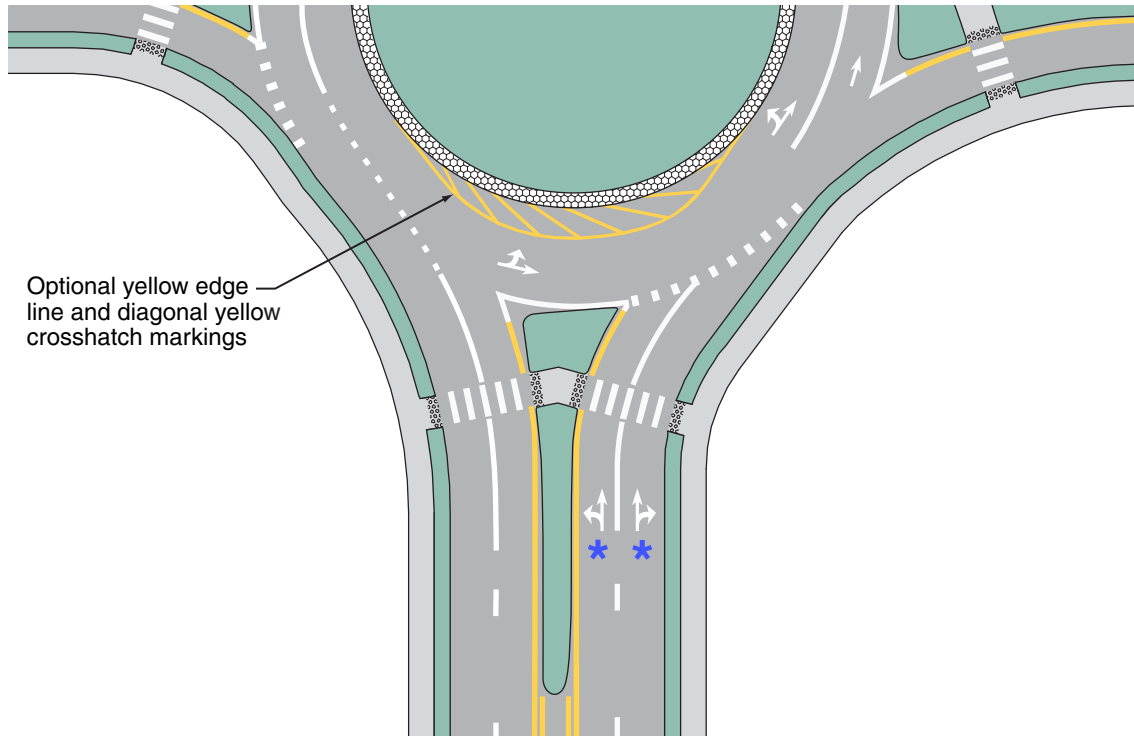 Optional yellow edge
line and diagonal yellow
crosshatch markings
*
*